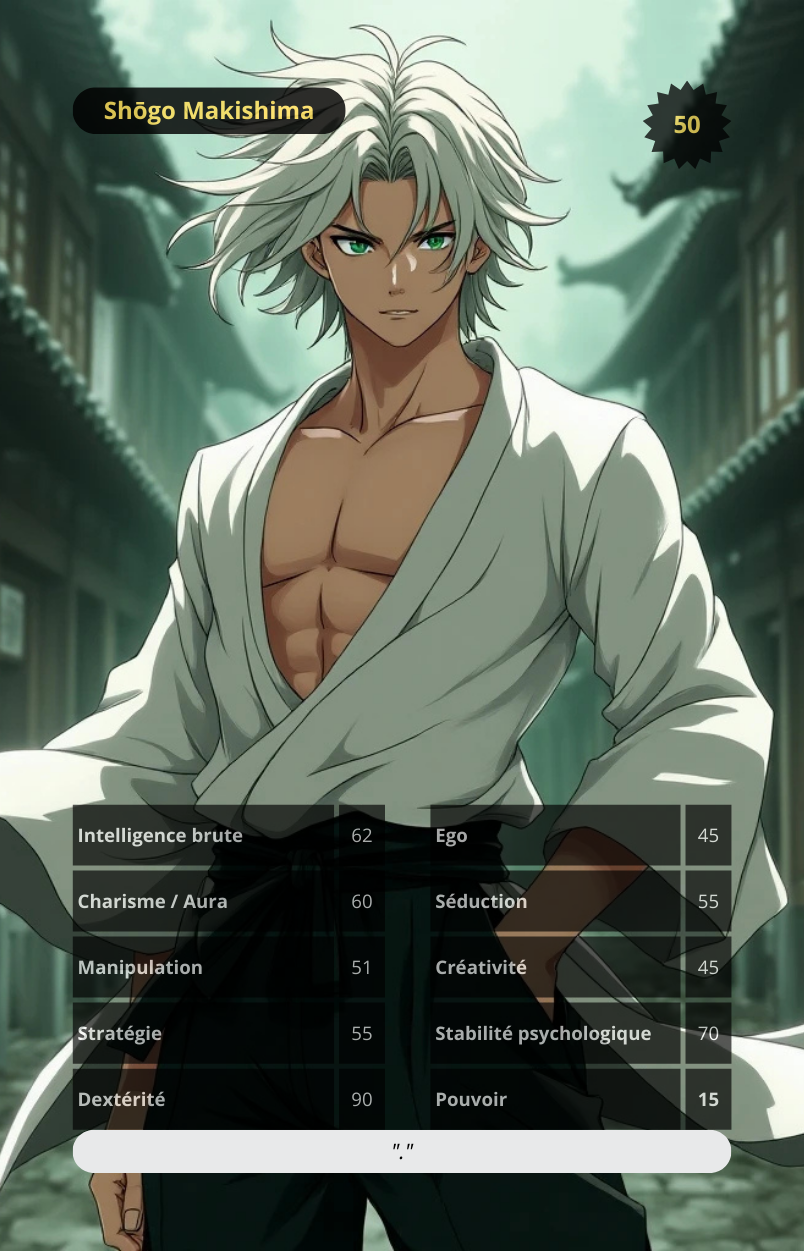 Shōgo Makishima
50
Intelligence brute 62
Ego 45
Charisme / Aura 60
Séduction 55
Manipulation 51
Créativité 45
Stratégie 55
Stabilité psychologique 70
Dextérité 90
Pouvoir 15
"."